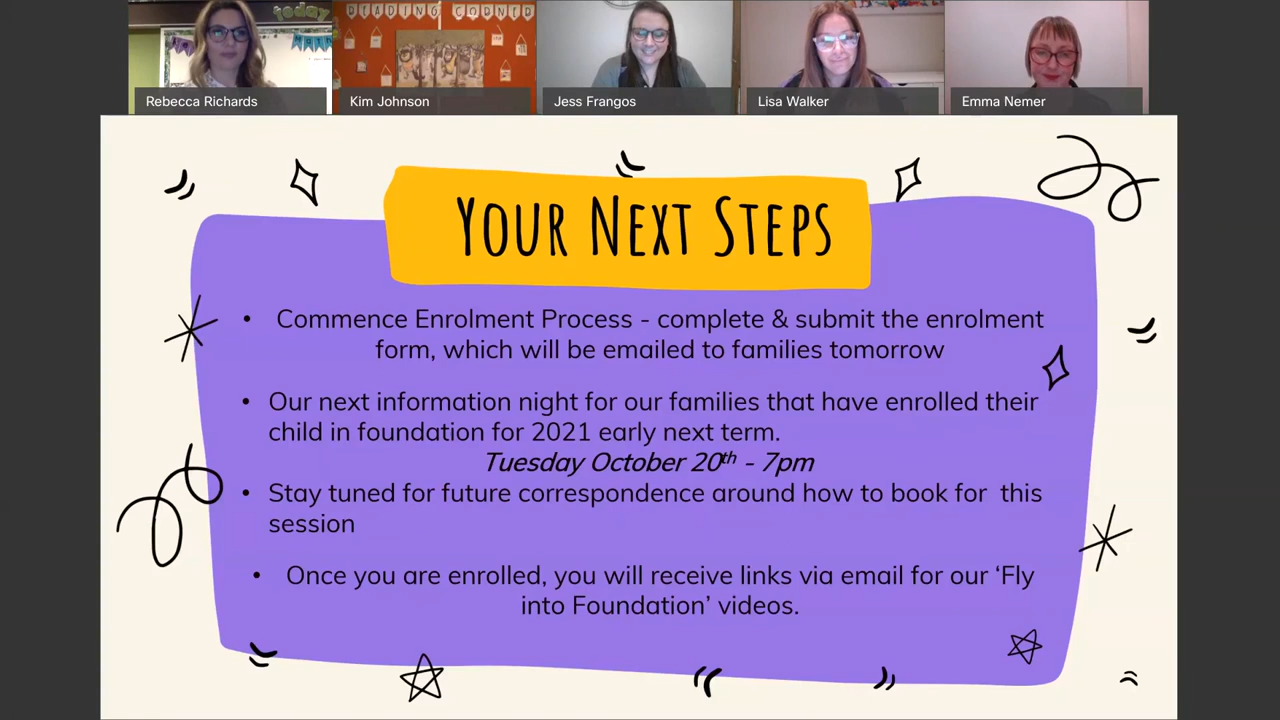 today
Math
READING CORNER
Rebecca Richards
Kim Johnson
Jess Frangos
Lisa Walker
Emma Nemer
YOUR NEXT STEPS
• Commence Enrolment Process - complete & submit the enrolment
form, which will be emailed to families tomorrow
• Our next information night for our families that have enrolled their
child in foundation for 2021 early next term.
Tuesday October 20th - 7pm
• Stay tuned for future correspondence around how to book for this
session
• Once you are enrolled, you will receive links via email for our ‘Fly
into Foundation’ videos.